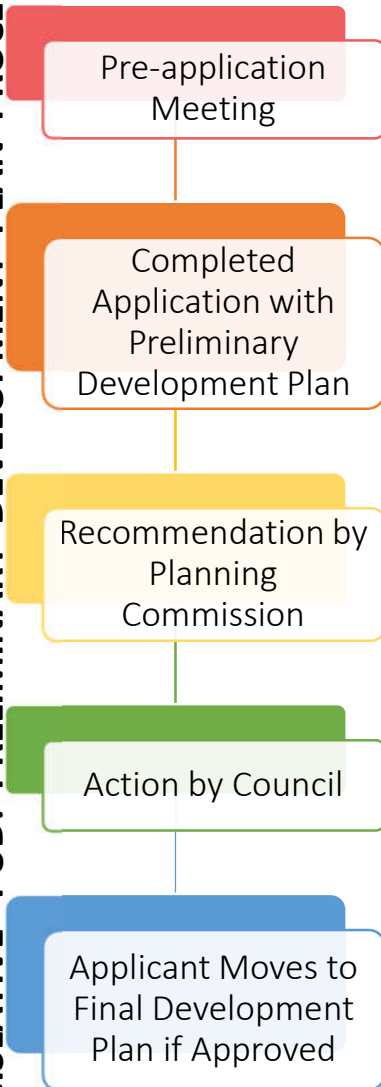 Pre-application
Meeting
Completed
Application with
Preliminary
Development Plan
Recommendation by
Planning
Commission
Action by Council
Applicant Moves to
Final Development
Plan if Approved